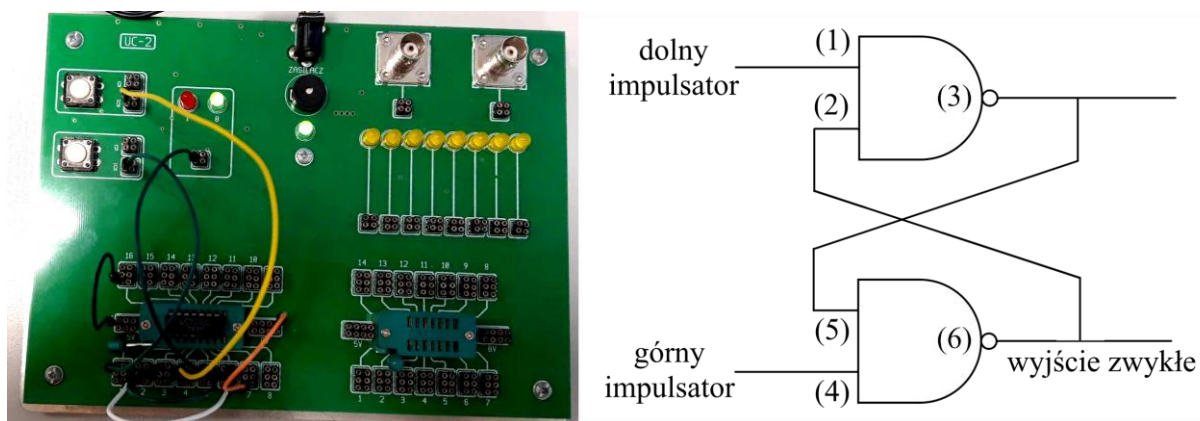 UC-2
ZASILACZ
1 0
16 15 14 13 12 11 10
14 13 12 11 10 9 8
5V 0V
2 3 4 7 8
1 2 3 4 5 6 7
dolny
impulsator
(1)
(2)
(3)
(5)
(6)
górny
impulsator
(4)
wyjście zwykłe